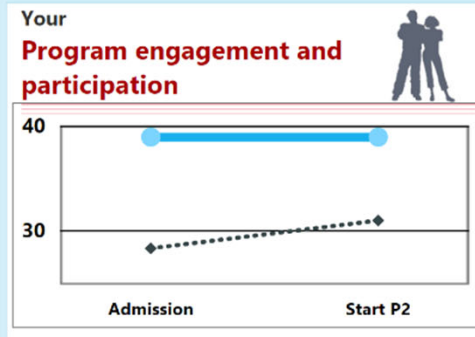 Your
Program engagement and
participation
40
30
Admission Start P2